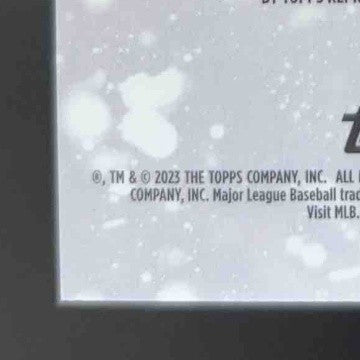 ®, TM & © 2023 THE TOPPS COMPANY, INC. ALL
COMPANY, INC. Major League Baseball trad
Visit MLB.